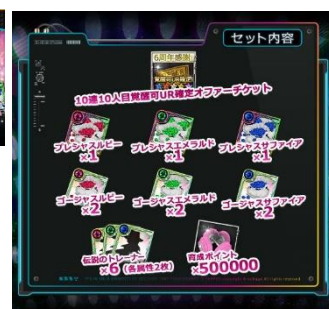 セット内容
6周年感謝
10連10人目覚醒可UR確定オファーチケット
プレシャスルビー
×1
プレシャスエメラルド
×1
プレシャスサファイア
×1
ゴージャスルビー
×2
ゴージャスエメラルド
×2
ゴージャスサファイア
×2
伝説のトレーナー
×6(各属性2枚)
育成ポイント
×500000